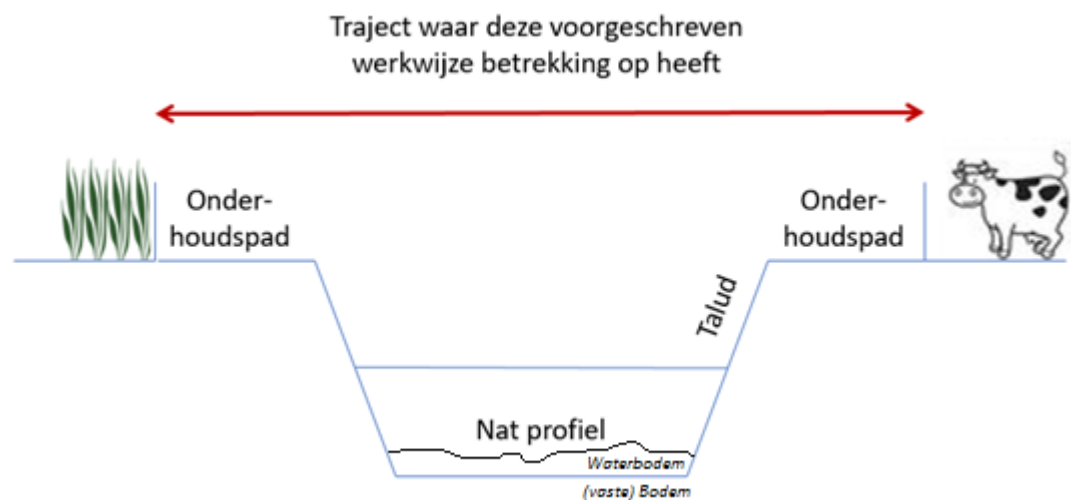 Traject waar deze voorgeschreven
werkwijze betrekking op heeft
Onder-
houdspad
Onder-
houdspad
Talud
Nat profiel
Waterbodem
(vaste) Bodem